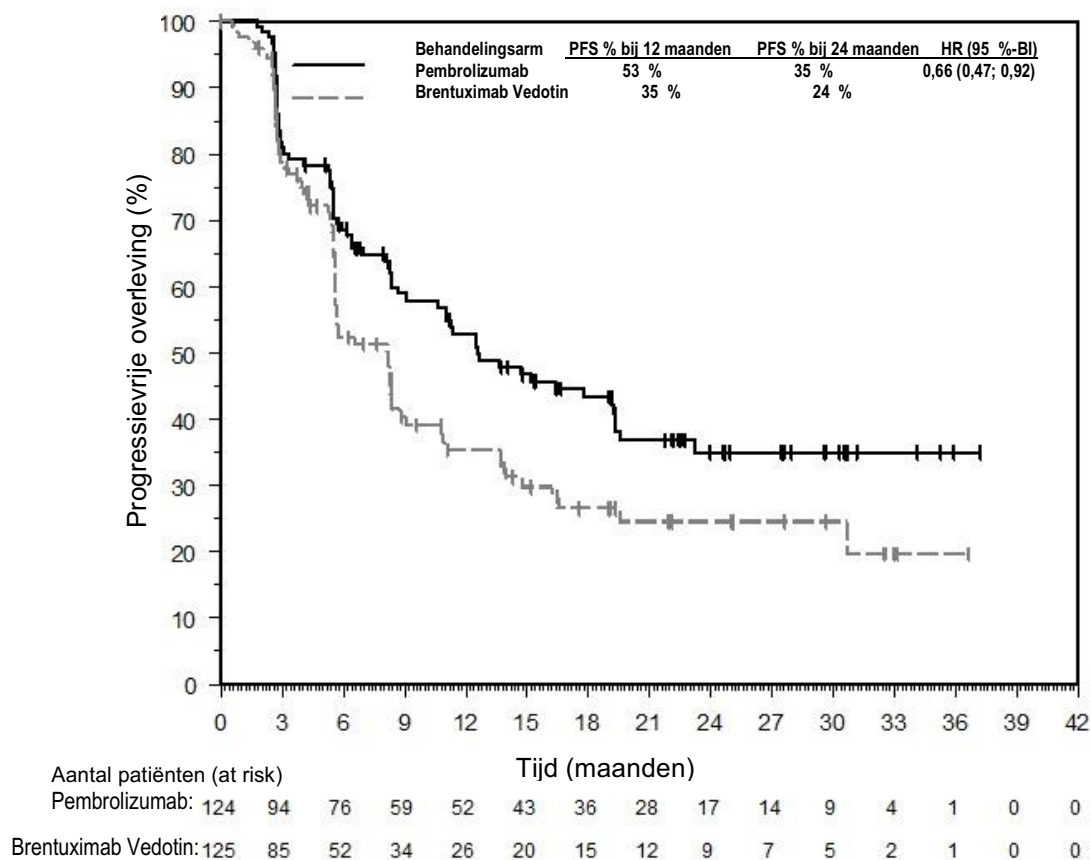 Behandelingsarm PFS % bij 12 maanden PFS % bij 24 maanden HR (95 %-BI)
Pembrolizumab 53 % 35 % 0,66 (0,47; 0,92)
Brentuximab Vedotin 35 % 24 %
Progressievrije overleving (%)
100
90
80
70
60
50
40
30
20
10
0
0 3 6 9 12 15 18 21 24 27 30 33 36 39 42
Tijd (maanden)
Aantal patiënten (at risk)
Pembrolizumab: 124 94 76 59 52 43 36 28 17 14 9 4 1 0 0
Brentuximab Vedotin: 125 85 52 34 26 20 15 12 9 7 5 2 1 0 0